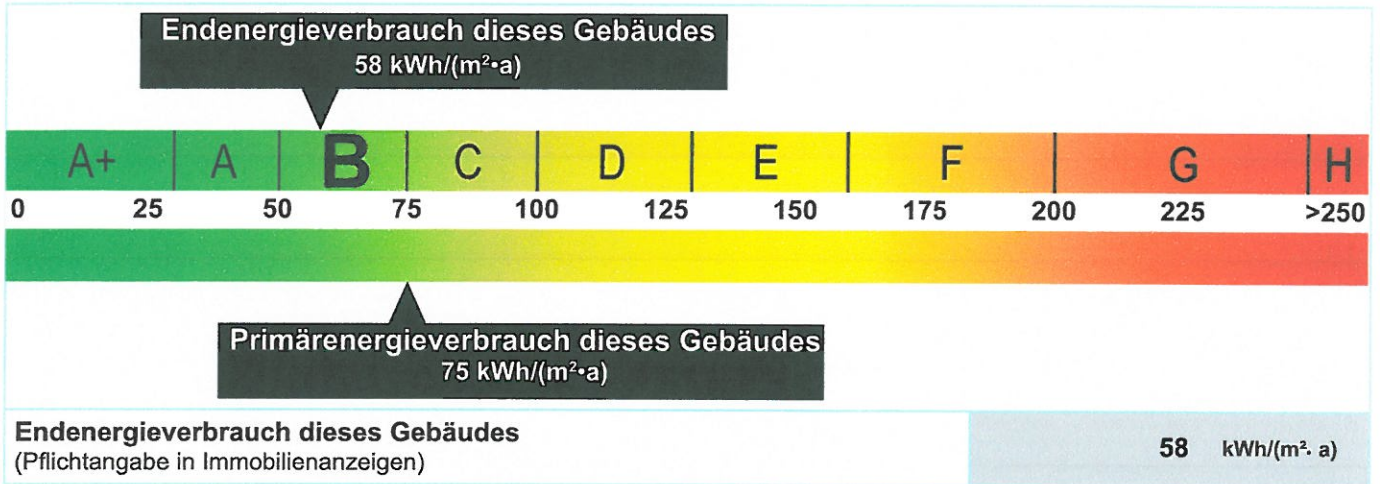 Endenergieverbrauch dieses Gebäudes
58 kWh/(m²•a)
A+ A B C D E F G H
0 25 50 75 100 125 150 175 200 225 >250
Primärenergieverbrauch dieses Gebäudes
75 kWh/(m²•a)
Endenergieverbrauch dieses Gebäudes
(Pflichtangabe in Immobilienanzeigen)
58 kWh/(m²· a)